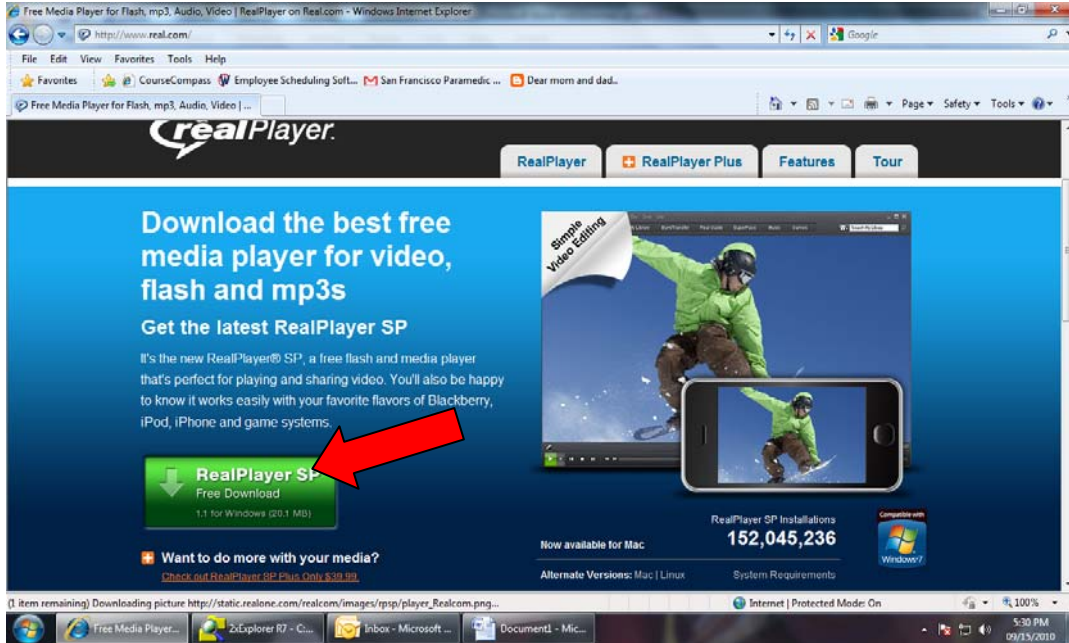 Free Media Player for Flash, mp3, Audio, Video | RealPlayer on Real.com - Windows Internet Explorer
http://www.real.com/
Google
File Edit View Favorites Tools Help
Favorites CourseCompass Employee Scheduling Soft... San Francisco Paramedic ... Dear mom and dad..
Free Media Player for Flash, mp3, Audio, Video | ...
Page Safety Tools
realPlayer.
RealPlayer RealPlayer Plus Features Tour
Download the best free
media player for video,
flash and mp3s
Get the latest RealPlayer SP
It's the new RealPlayer® SP, a free flash and media player
that's perfect for playing and sharing video. You'll also be happy
to know it works easily with your favorite flavors of Blackberry,
iPod, iPhone and game systems.
RealPlayer SP
Free Download
1.1 for Windows (20.1 MB)
Want to do more with your media?
Check out RealPlayer SP Plus Only $39.99.
Simple
Video Editing
Now available for Mac
RealPlayer SP Installations
152,045,236
Compatible with
Windows 7
Alternate Versions: Mac | Linux
System Requirements
(1 item remaining) Downloading picture http://static.realone.com/realcom/images/rpsp/player_Realcom.png...
Internet | Protected Mode: On
100%
Free Media Player...
2xExplorer R7 - C:...
Inbox - Microsoft ...
Document1 - Mic...
5:30 PM
09/15/2010